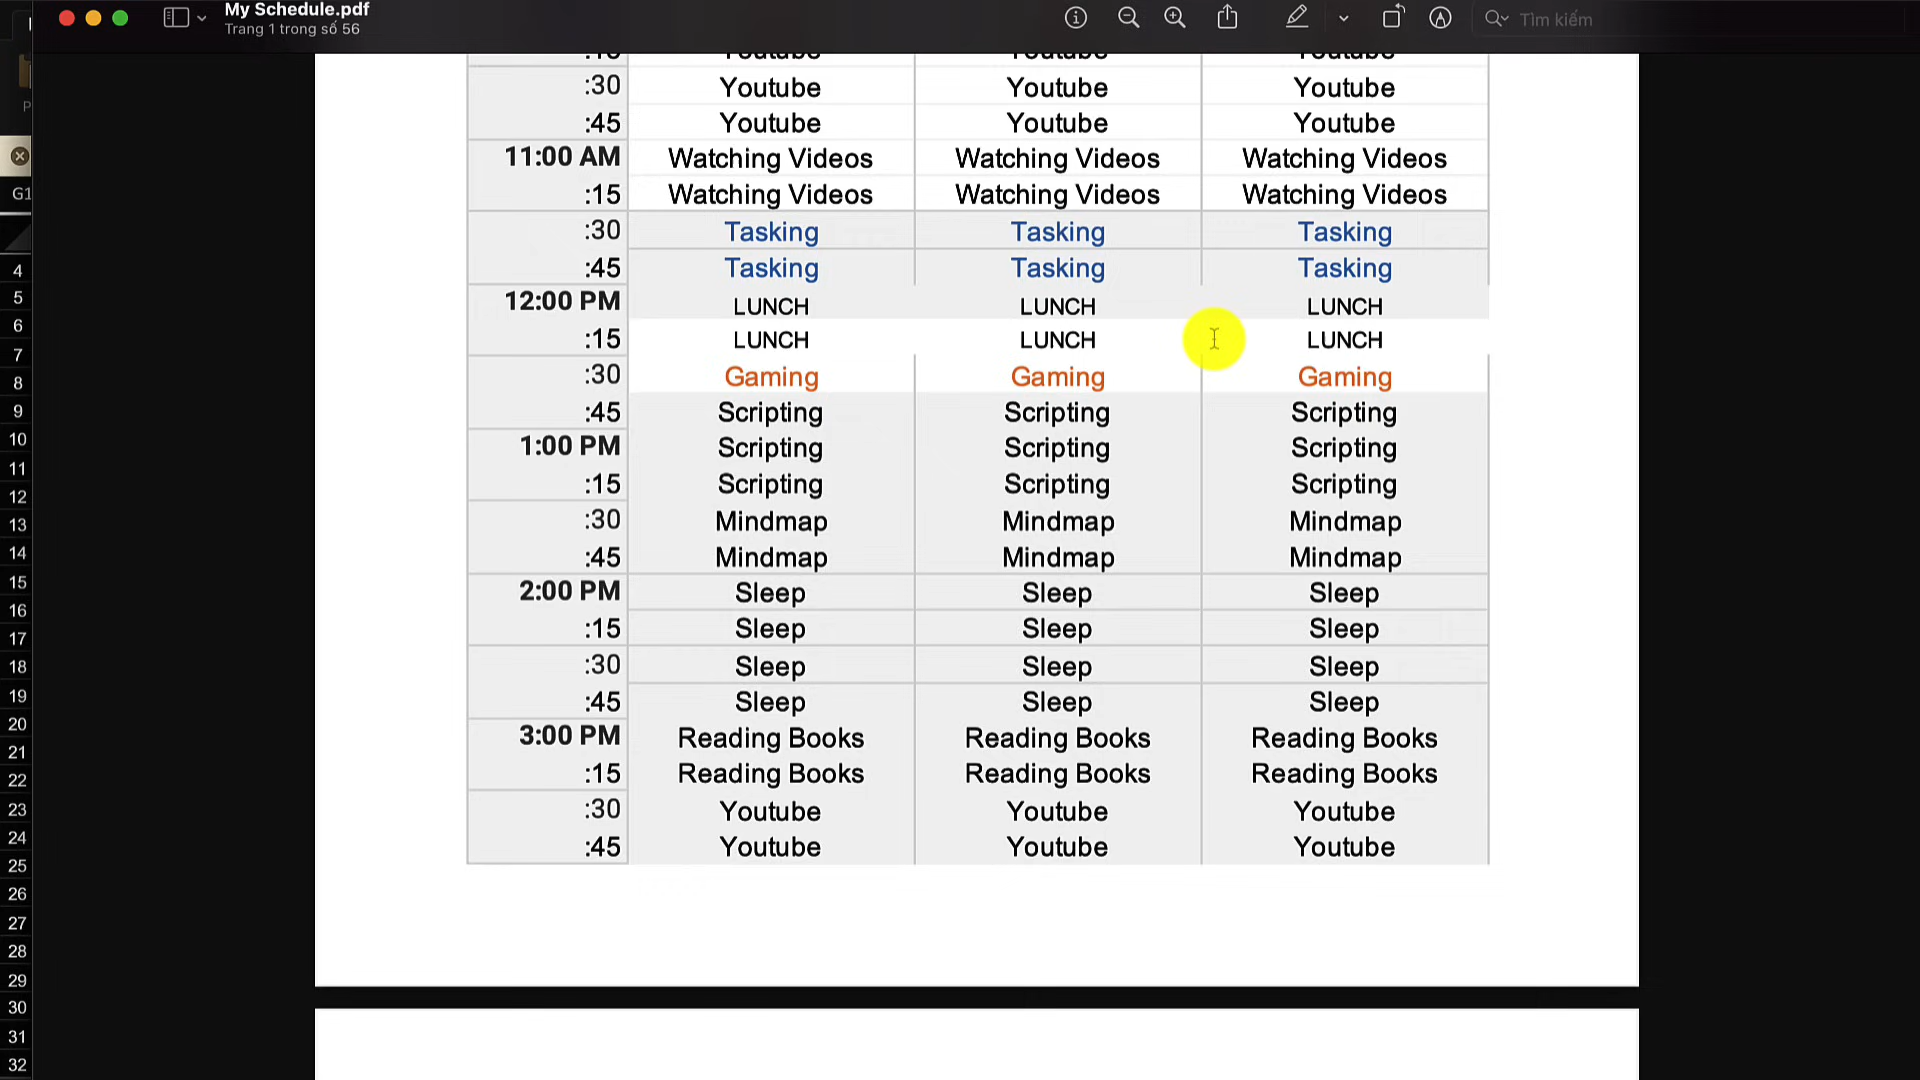 My Schedule.pdf
Trang 1 trong số 56
Tìm kiếm
:30 Youtube Youtube Youtube
:45 Youtube Youtube Youtube
11:00 AM Watching Videos Watching Videos Watching Videos
:15 Watching Videos Watching Videos Watching Videos
:30 Tasking Tasking Tasking
:45 Tasking Tasking Tasking
12:00 PM LUNCH LUNCH LUNCH
:15 LUNCH LUNCH LUNCH
:30 Gaming Gaming Gaming
:45 Scripting Scripting Scripting
1:00 PM Scripting Scripting Scripting
:15 Scripting Scripting Scripting
:30 Mindmap Mindmap Mindmap
:45 Mindmap Mindmap Mindmap
2:00 PM Sleep Sleep Sleep
:15 Sleep Sleep Sleep
:30 Sleep Sleep Sleep
:45 Sleep Sleep Sleep
3:00 PM Reading Books Reading Books Reading Books
:15 Reading Books Reading Books Reading Books
:30 Youtube Youtube Youtube
:45 Youtube Youtube Youtube
G1
4
5
6
7
8
9
10
11
12
13
14
15
16
17
18
19
20
21
22
23
24
25
26
27
28
29
30
31
32